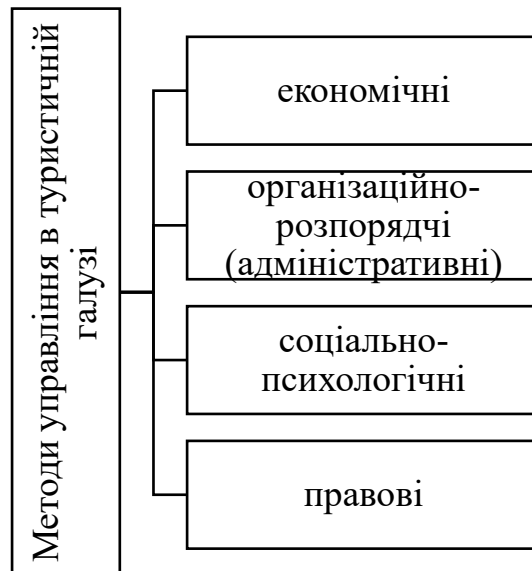 Методи управління в туристичній
галузі
економічні
організаційно-
розпорядчі
(адміністративні)
соціально-
психологічні
правові